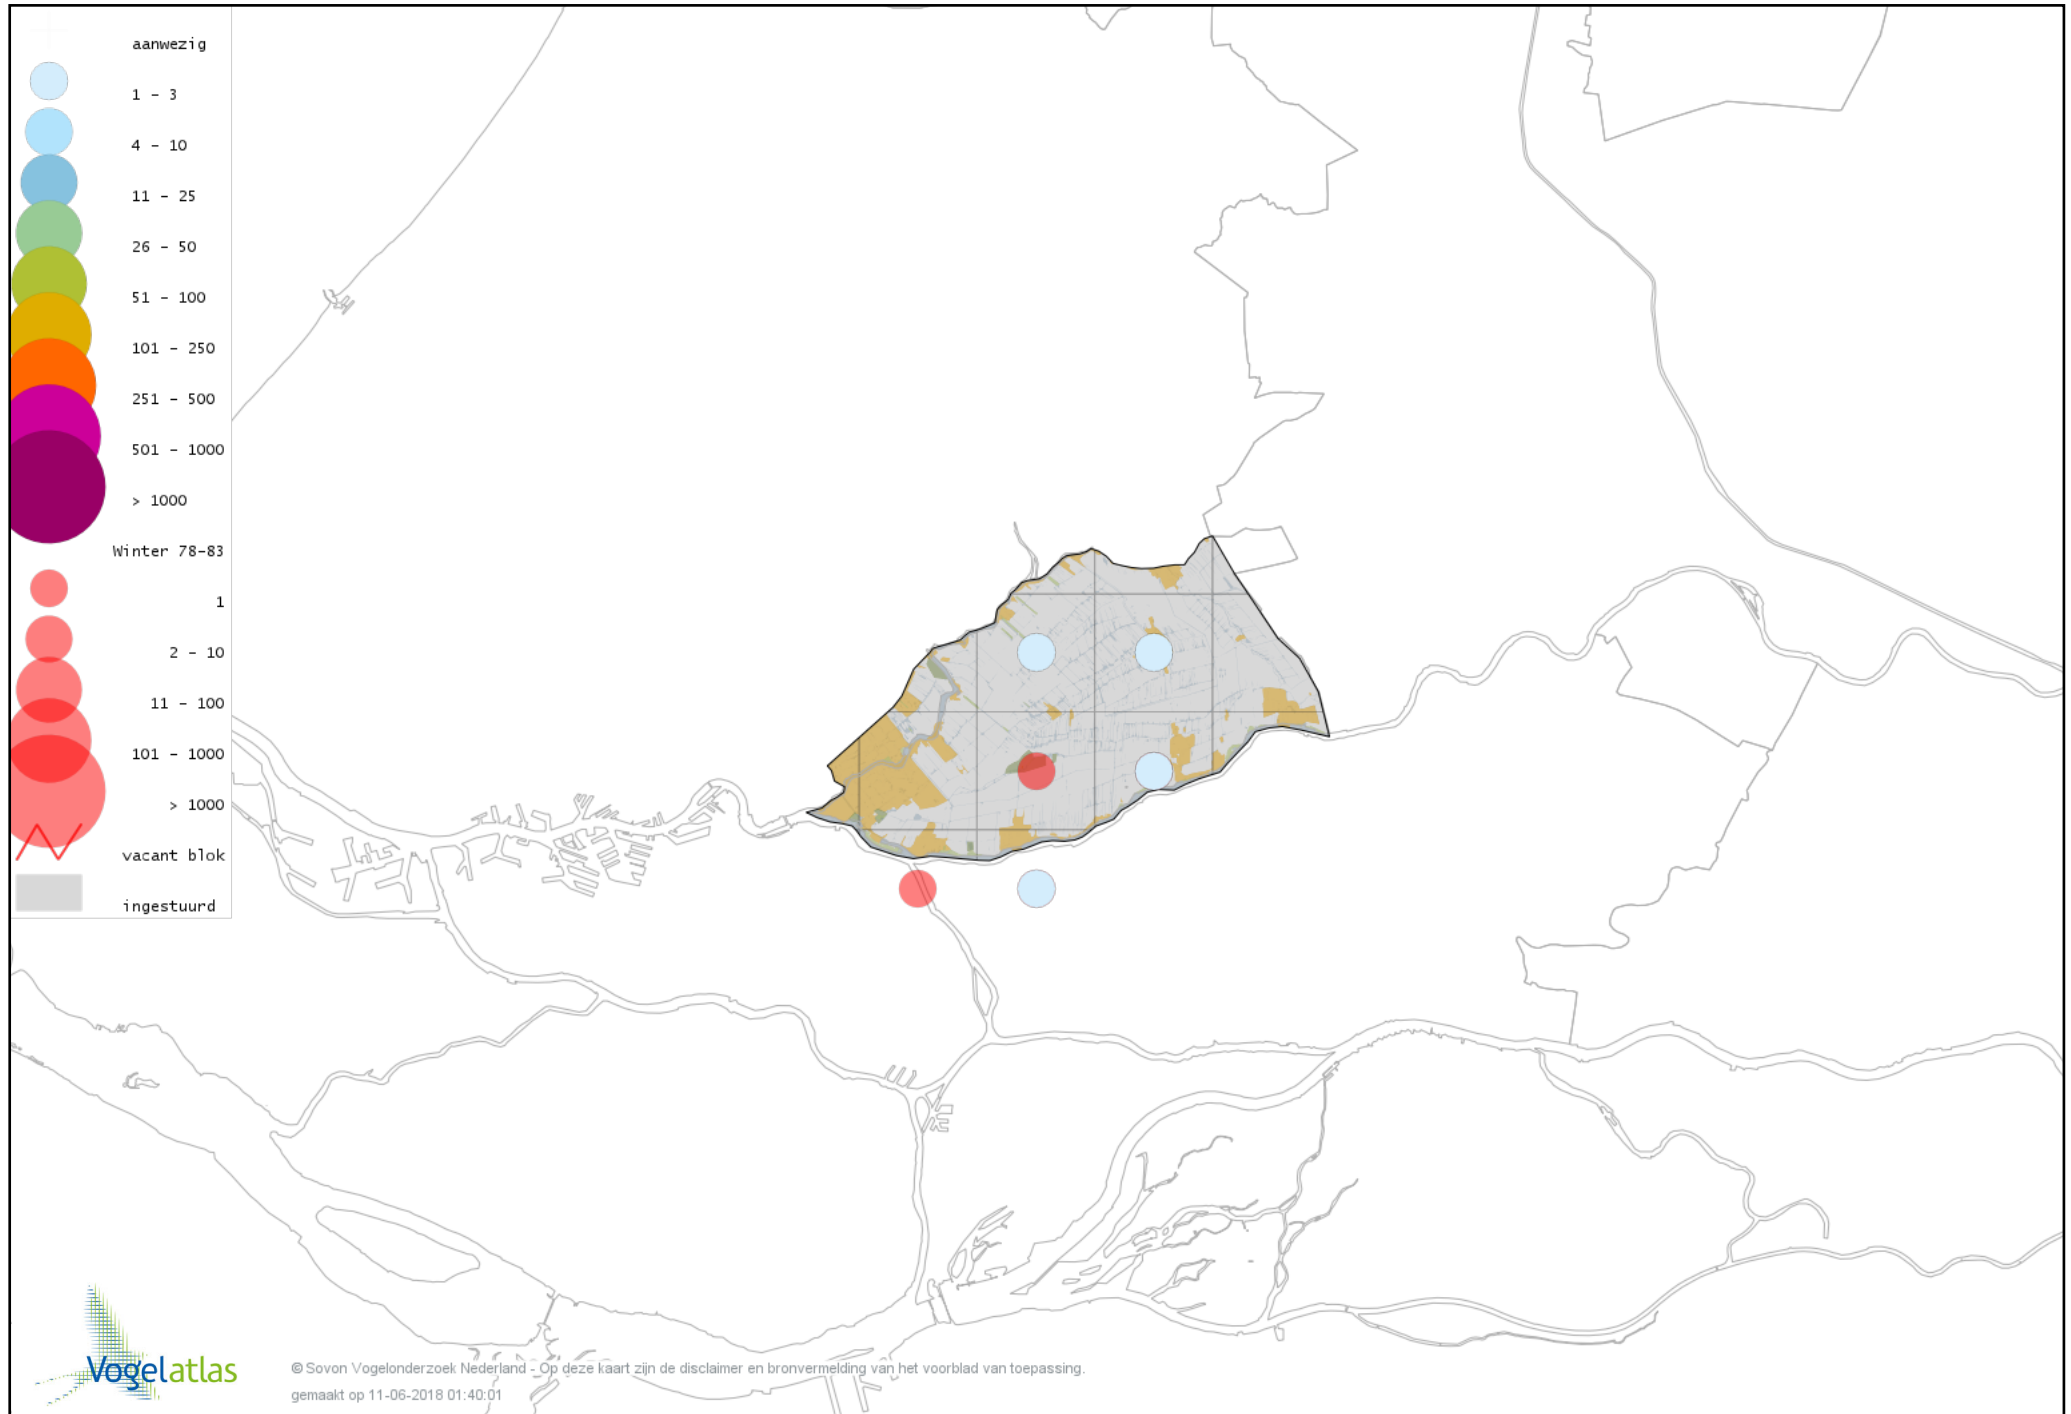 aanwezig
1 - 3
4 - 10
11 - 25
26 - 50
51 - 100
101 - 250
251 - 500
501 - 1000
> 1000
Winter 78-83
1
2 - 10
11 - 100
101 - 1000
> 1000
vacant blok
ingestuurd
Vogelatlas
© Sovon Vogelonderzoek Nederland - Op deze kaart zijn de disclaimer en bronvermelding van het voorblad van toepassing.
gemaakt op 11-06-2018 01:40:01